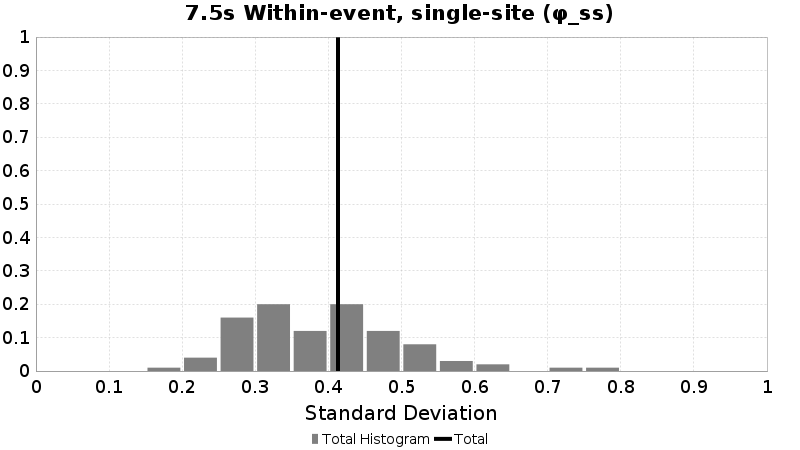 7.5s Within-event, single-site (φ_ss)
1
0.9
0.8
0.7
0.6
0.5
0.4
0.3
0.2
0.1
0
0 0.1 0.2 0.3 0.4 0.5 0.6 0.7 0.8 0.9 1
Standard Deviation
Total Histogram Total